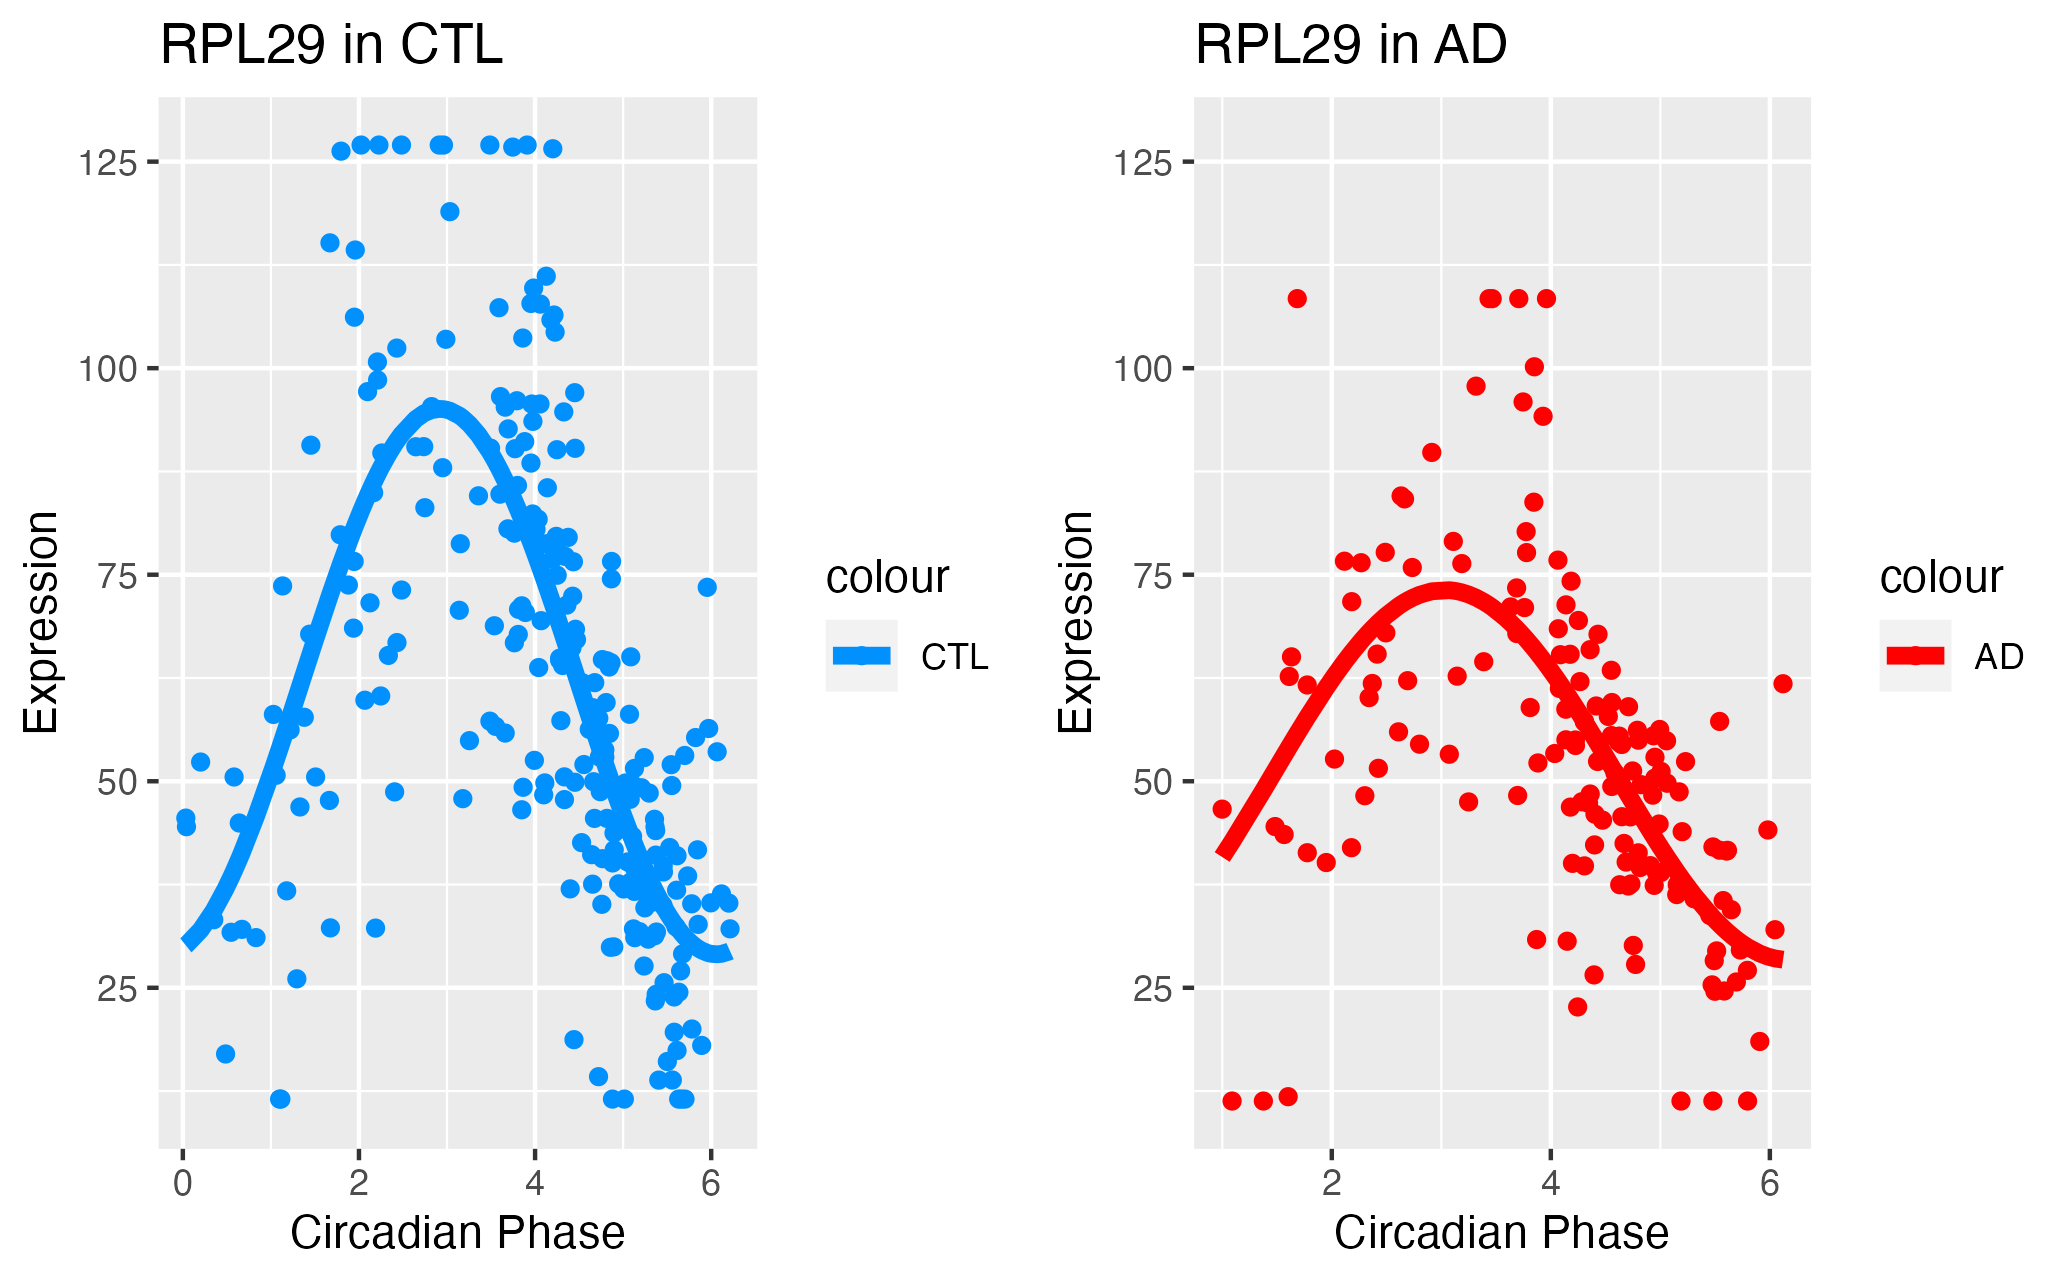 RPL29 in CTL
125
100
75
50
25
Expression
0 2 4 6
Circadian Phase
colour
CTL
RPL29 in AD
125
100
75
50
25
Expression
2 4 6
Circadian Phase
colour
AD